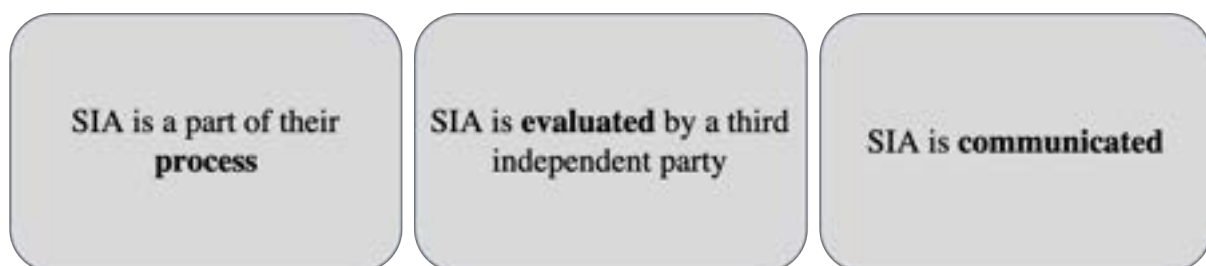 SIA is a part of their
process
SIA is evaluated by a third
independent party
SIA is communicated